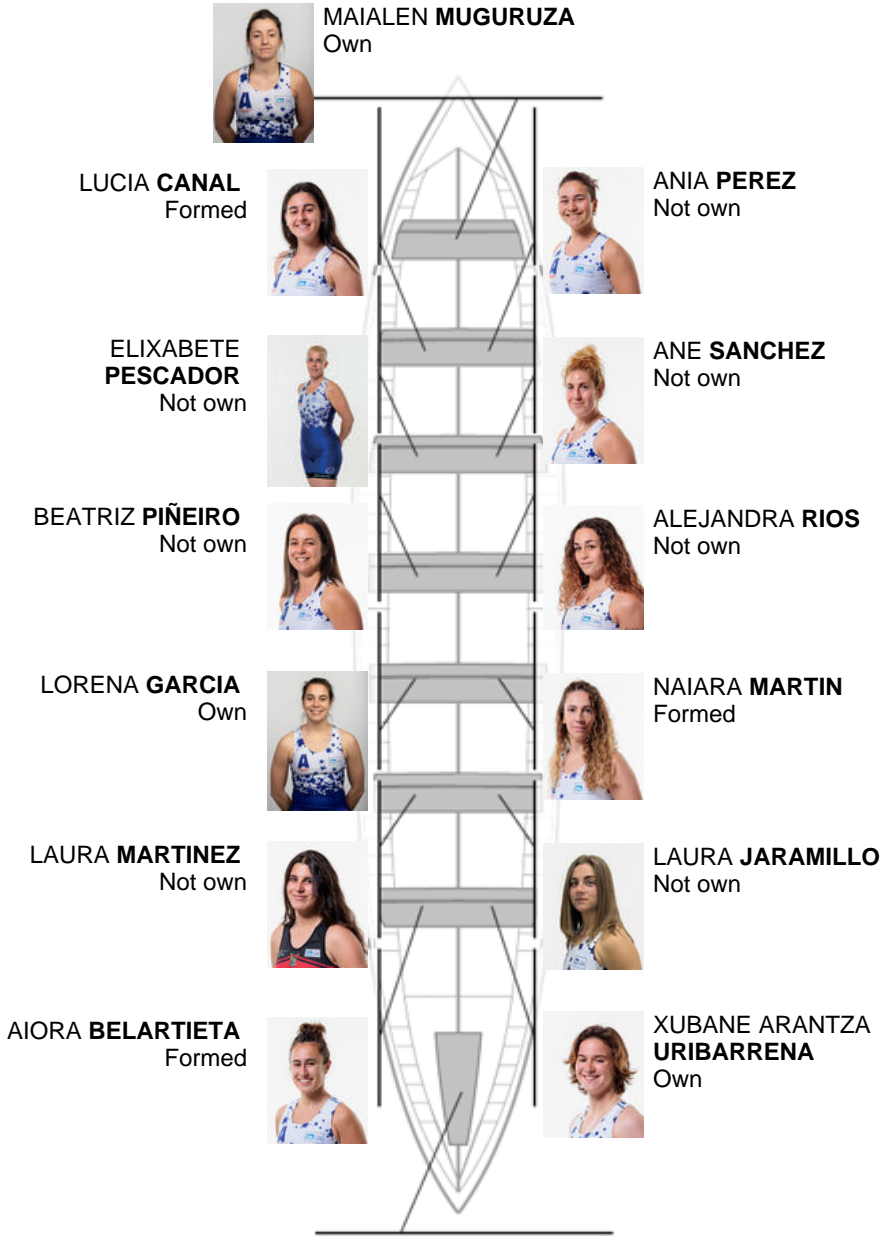 MAIALEN MUGURUZA
Own
LUCIA CANAL
Formed
ANIA PEREZ
Not own
ELIXABETE
PESCADOR
Not own
ANE SANCHEZ
Not own
BEATRIZ PIÑEIRO
Not own
ALEJANDRA RIOS
Not own
LORENA GARCIA
Own
NAIARA MARTIN
Formed
LAURA MARTINEZ
Not own
LAURA JARAMILLO
Not own
AIORA BELARTIETA
Formed
XUBANE ARANTZA
URIBARRENA
Own